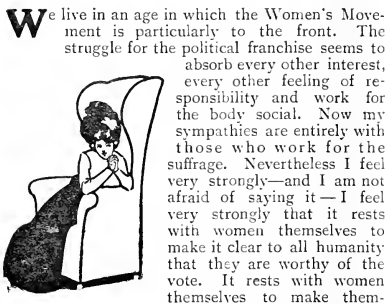 We live in an age in which the Women's Move-
ment is particularly to the front. The
struggle for the political franchise seems to
absorb every other interest,
every other feeling of re-
sponsibility and work for
the body social. Now my
sympathies are entirely with
those who work for the
suffrage. Nevertheless I feel
very strongly—and I am not
afraid of saying it—I feel
very strongly that it rests
with women themselves to
make it clear to all humanity
that they are worthy of the
vote. It rests with women
themselves to make them-